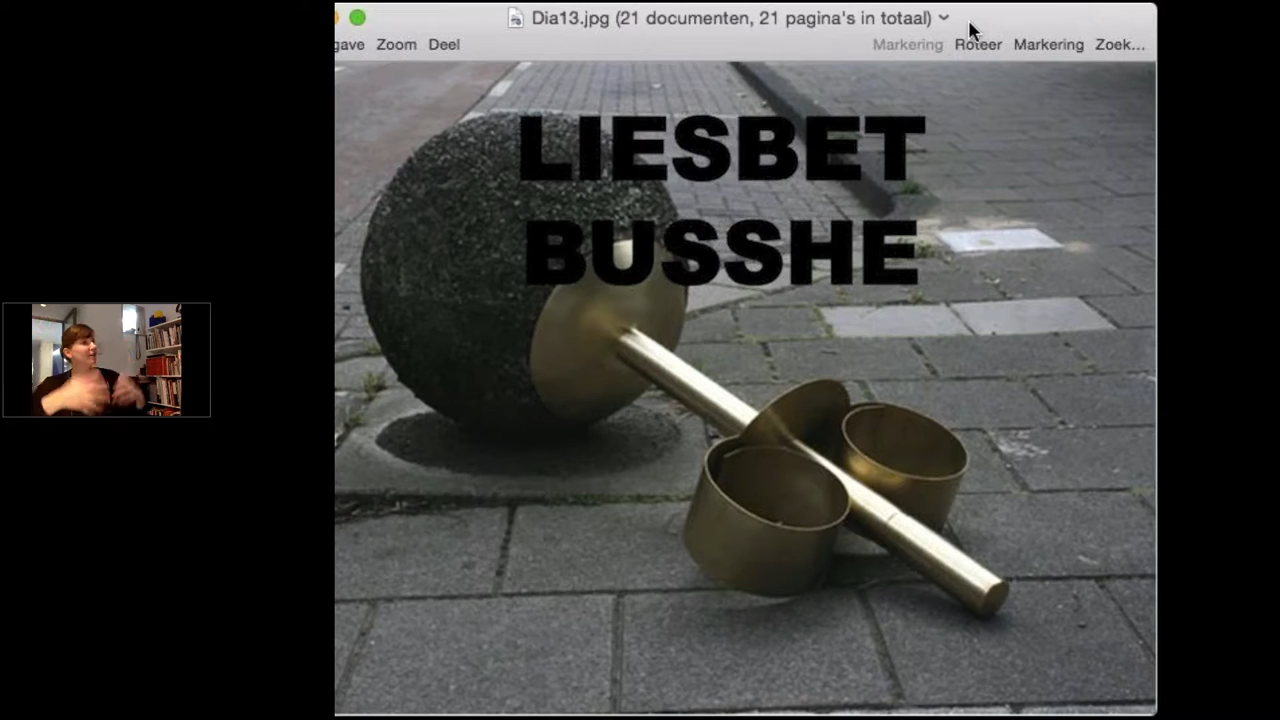 Dia13.jpg (21 documenten, 21 pagina's in totaal)
gave Zoom Deel Markering Roteer Markering Zoek...
LIESBET
BUSSHE